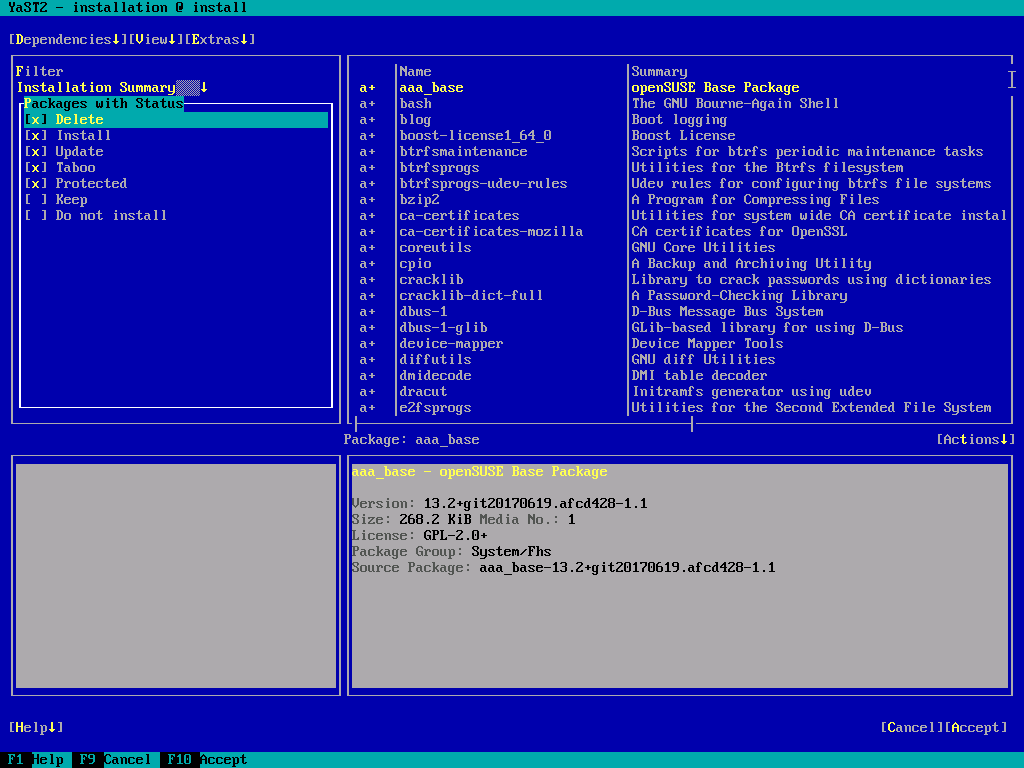 YaST2 - installation @ install
[Dependencies↓][View↓][Extras↓]
Filter
Installation Summary ↓
Packages with Status
[x] Delete
[x] Install
[x] Update
[x] Taboo
[x] Protected
[ ] Keep
[ ] Do not install
Name Summary
a+ aaa_base openSUSE Base Package
a+ bash The GNU Bourne-Again Shell
a+ blog Boot logging
a+ boost-license1_64_0 Boost License
a+ btrfsmaintenance Scripts for btrfs periodic maintenance tasks
a+ btrfsprogs Utilities for the Btrfs filesystem
a+ btrfsprogs-udev-rules Udev rules for configuring btrfs file systems
a+ bzip2 A Program for Compressing Files
a+ ca-certificates Utilities for system wide CA certificate instal
a+ ca-certificates-mozilla CA certificates for OpenSSL
a+ coreutils GNU Core Utilities
a+ cpio A Backup and Archiving Utility
a+ cracklib Library to crack passwords using dictionaries
a+ cracklib-dict-full A Password-Checking Library
a+ dbus-1 D-Bus Message Bus System
a+ dbus-1-glib GLib-based library for using D-Bus
a+ device-mapper Device Mapper Tools
a+ diffutils GNU diff Utilities
a+ dmidecode DMI table decoder
a+ dracut Initramfs generator using udev
a+ e2fsprogs Utilities for the Second Extended File System
Package: aaa_base [Actions↓]
aaa_base - openSUSE Base Package
Version: 13.2+git20170619.afcd428-1.1
Size: 268.2 KiB Media No.: 1
License: GPL-2.0+
Package Group: System/Fhs
Source Package: aaa_base-13.2+git20170619.afcd428-1.1
[Help↓] [Cancel][Accept]
F1 Help F9 Cancel F10 Accept